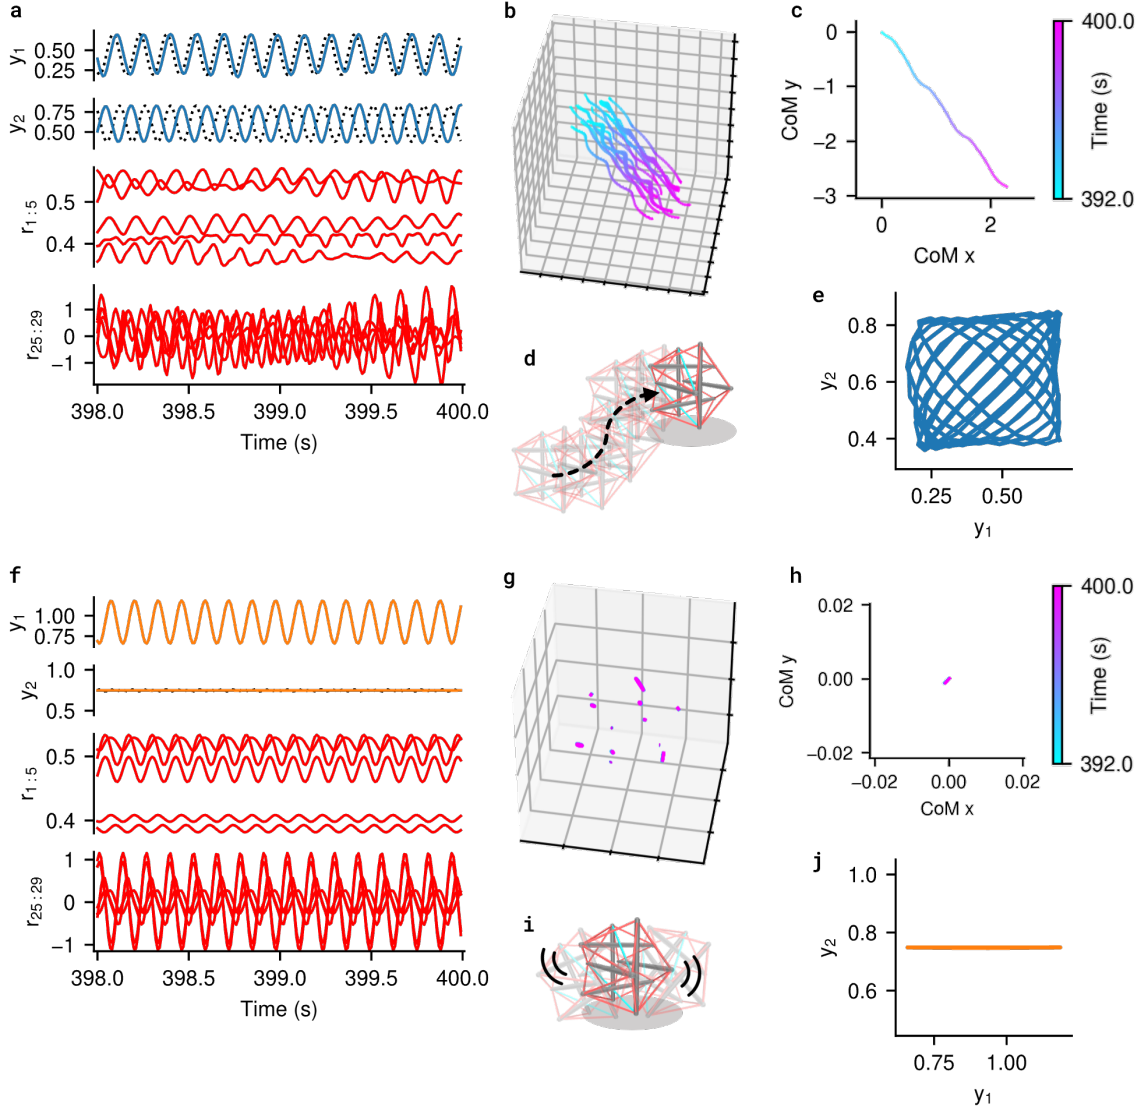 a
y1
0.50
0.25
y2
0.75
0.50
r1:5
0.5
0.4
r25:29
1
0
−1
398.0 398.5 399.0 399.5 400.0
Time (s)
b
c
0
−1
−2
−3
CoM y
0 2
CoM x
400.0
Time (s)
392.0
d
e
0.8
0.6
0.4
y2
0.25 0.50
y1
f
y1
1.00
0.75
y2
1.0
0.5
r1:5
0.5
0.4
r25:29
1
0
−1
398.0 398.5 399.0 399.5 400.0
Time (s)
g
h
0.02
0.00
−0.02
CoM y
−0.02 0.00 0.02
CoM x
400.0
Time (s)
392.0
i
j
1.0
0.8
0.6
y2
0.75 1.00
y1